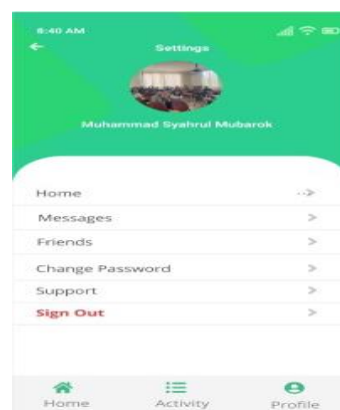 6:40 AM
Settings
Muhammad Syahrul Mubarok
Home
Messages
Friends
Change Password
Support
Sign Out
Home Activity Profile